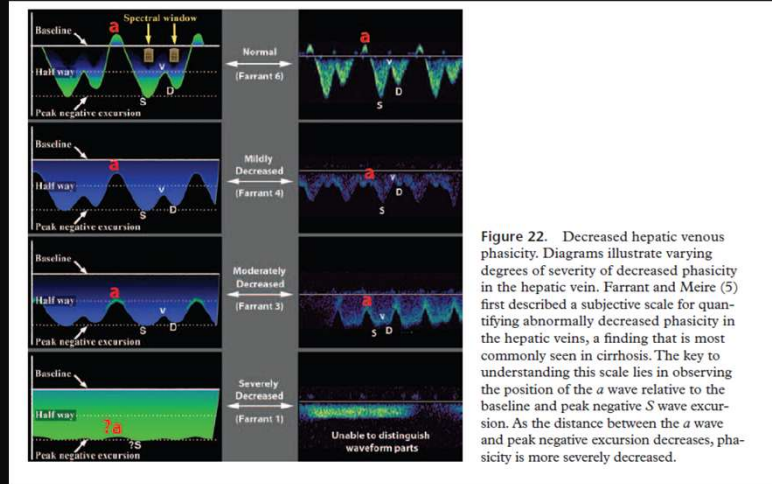 a
Spectral window
Baseline
Half way
v
D
S
Peak negative excursion
Normal
(Farrant 6)
a
v
D
S
Baseline
a
Half way
v
S
D
Peak negative excursion
Mildly
Decreased
(Farrant 4)
a
v
D
S
Baseline
a
Half way
v
S
D
Peak negative excursion
Moderately
Decreased
(Farrant 3)
a
v
S D
Baseline
Half way
?a
?S
Peak negative excursion
Severely
Decreased
(Farrant 1)
Unable to distinguish
waveform parts
Figure 22. Decreased hepatic venous
phasicity. Diagrams illustrate varying
degrees of severity of decreased phasicity
in the hepatic vein. Farrant and Meire (5)
first described a subjective scale for quan-
tifying abnormally decreased phasicity in
the hepatic veins, a finding that is most
commonly seen in cirrhosis. The key to
understanding this scale lies in observing
the position of the a wave relative to the
baseline and peak negative S wave excur-
sion. As the distance between the a wave
and peak negative excursion decreases, pha-
sicity is more severely decreased.